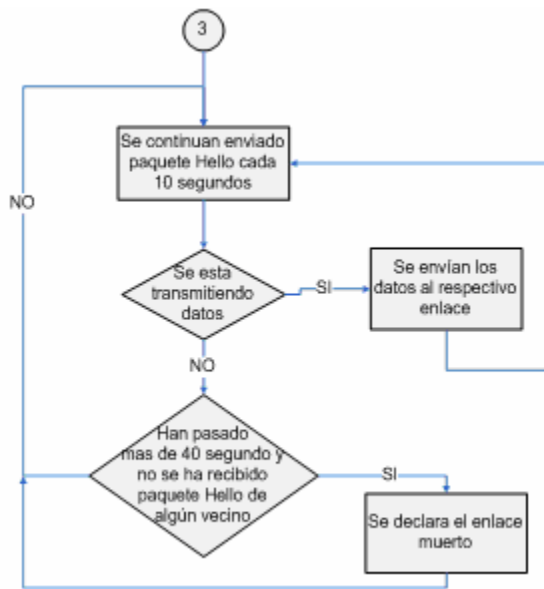 3
Se continuan enviado
paquete Hello cada
10 segundos
NO
Se esta
transmitiendo
datos
SI
Se envían los
datos al respectivo
enlace
NO
Han pasado
mas de 40 segundo y
no se ha recibido
paquete Hello de
algún vecino
SI
Se declara el enlace
muerto